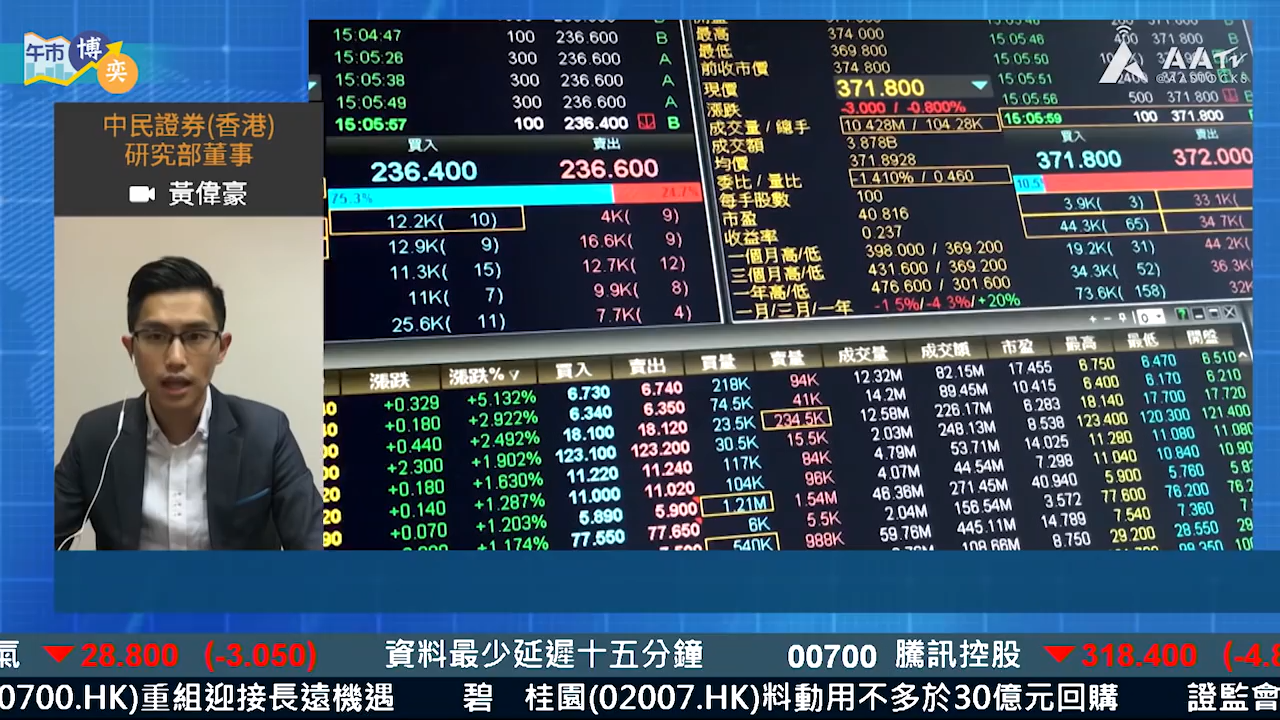 午市
博
奕
中民證券(香港)
研究部董事
黃偉豪
AATV
AASTOCKS
15:04:47 100 236.600 B
15:05:26 300 236.600 A
15:05:38 300 236.600 A
15:05:49 300 236.600 A
15:05:57 100 236.400 B
買入 賣出
236.400 236.600
75.3% 24.7%
12.2K( 10) 4K( 9)
12.9K( 9) 16.6K( 9)
11.3K( 15) 12.7K( 12)
11K( 7) 9.9K( 8)
25.6K( 11) 7.7K( 4)
最高 374.000
最低 369.800
前收市價 374.800
現價 371.800
漲跌 -3.000 / -0.800%
成交量 / 總手 10.428M / 104.28K
成交額 3.878B
均價 371.8928
委比 / 量比 -1.410% / 0.460
每手股數 100
市盈 40.816
收益率 0.237
一個月高/低 398.000 / 369.200
三個月高/低 431.600 / 369.200
一年高/低 476.600 / 301.600
一月/三月/一年 -1.5%/-4.3%/+20%
15:05:46 400 371.800 B
15:05:50
15:05:51
15:05:56 500 371.800
15:05:59 100 371.800
買入 賣出
371.800 372.000
10.5%
3.9K( 3) 33.1K(
44.3K( 65) 34.7K(
19.2K( 31) 44.2K(
34.3K( 52) 36.3K
73.6K( 158) 32K
漲跌 漲跌% 買入 賣出 買量 賣量 成交量 成交額 市盈 最高 最低 開盤
+0.329 +5.132% 6.730 6.740 218K 94K 12.32M 82.15M 17.455 6.750 6.470 6.510
+0.180 +2.922% 6.340 6.350 74.5K 41K 14.2M 89.45M 10.415 6.400 6.170 6.210
+0.440 +2.492% 18.100 18.120 23.5K 234.5K 12.58M 226.17M 6.283 18.140 17.700 17.720
+2.300 +1.902% 123.100 123.200 30.5K 15.5K 2.03M 248.13M 8.538 123.400 120.300 121.400
+0.180 +1.630% 11.220 11.240 117K 84K 4.79M 53.71M 14.025 11.280 11.080 11.080
+0.140 +1.287% 11.000 11.020 104K 96K 4.07M 44.54M 7.298 11.040 10.840 10.90
+0.070 +1.203% 5.890 5.900 1.21M 1.54M 46.36M 271.45M 40.940 5.900 5.760
+1.174% 77.550 77.650 6K 5.5K 2.04M 156.54M 3.572 77.600 76.200 76.2
540K 988K 59.76M 445.11M 14.789 7.540 7.360
108.66M 8.750 29.200 28.550
氣 28.800 (-3.050) 資料最少延遲十五分鐘 00700 騰訊控股 318.400 (-4.8
0700.HK)重組迎接長遠機遇 碧 桂園(02007.HK)料動用不多於30億元回購 證監會